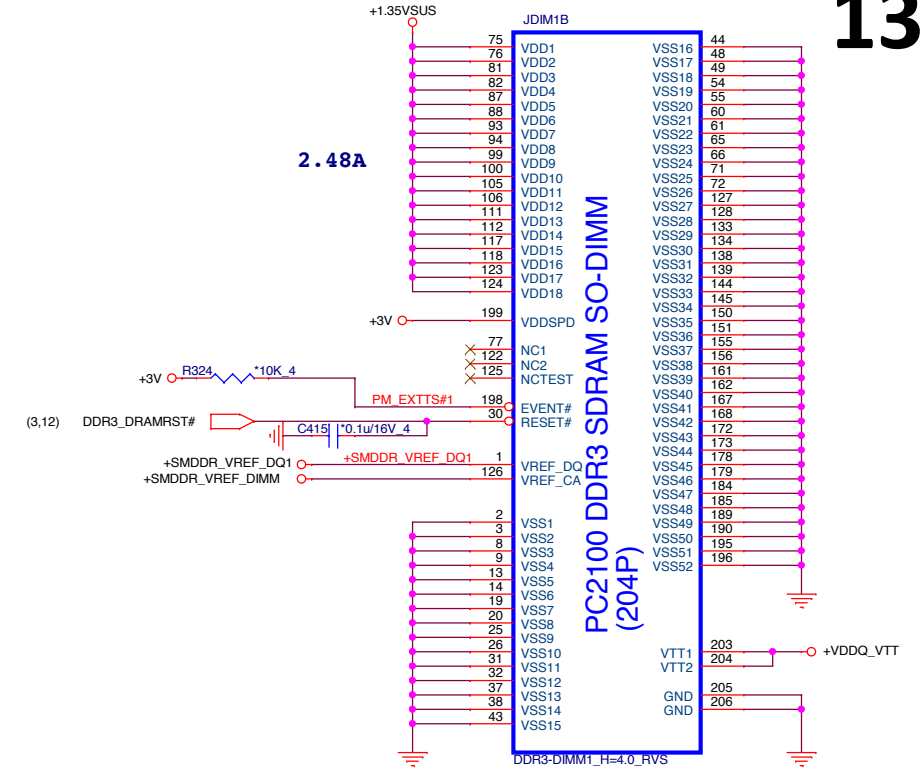 13
+1.35VSUS
JDIM1B
2.48A
75 VDD1
76 VDD2
81 VDD3
82 VDD4
87 VDD5
88 VDD6
93 VDD7
94 VDD8
99 VDD9
100 VDD10
105 VDD11
106 VDD12
111 VDD13
112 VDD14
117 VDD15
118 VDD16
123 VDD17
124 VDD18
+3V 199 VDDSPD
77 NC1
122 NC2
125 NCTEST
+3V R324 *10K_4
PM_EXTTS#1 198 EVENT#
(3,12) DDR3_DRAMRST# 30 RESET#
C415 *0.1u/16V_4
+SMDDR_VREF_DQ1 +SMDDR_VREF_DQ1 1 VREF_DQ
+SMDDR_VREF_DIMM 126 VREF_CA
2 VSS1
3 VSS2
8 VSS3
9 VSS4
13 VSS5
14 VSS6
19 VSS7
20 VSS8
25 VSS9
26 VSS10
31 VSS11
32 VSS12
37 VSS13
38 VSS14
43 VSS15
PC2100 DDR3 SDRAM SO-DIMM
(204P)
VSS16 44
VSS17 48
VSS18 49
VSS19 54
VSS20 55
VSS21 60
VSS22 61
VSS23 65
VSS24 66
VSS25 71
VSS26 72
VSS27 127
VSS28 128
VSS29 133
VSS30 134
VSS31 138
VSS32 139
VSS33 144
VSS34 145
VSS35 150
VSS36 151
VSS37 155
VSS38 156
VSS39 161
VSS40 162
VSS41 167
VSS42 168
VSS43 172
VSS44 173
VSS45 178
VSS46 179
VSS47 184
VSS48 185
VSS49 189
VSS50 190
VSS51 195
VSS52 196
VTT1 203 +VDDQ_VTT
VTT2 204
GND 205
GND 206
DDR3-DIMM1_H=4.0_RVS